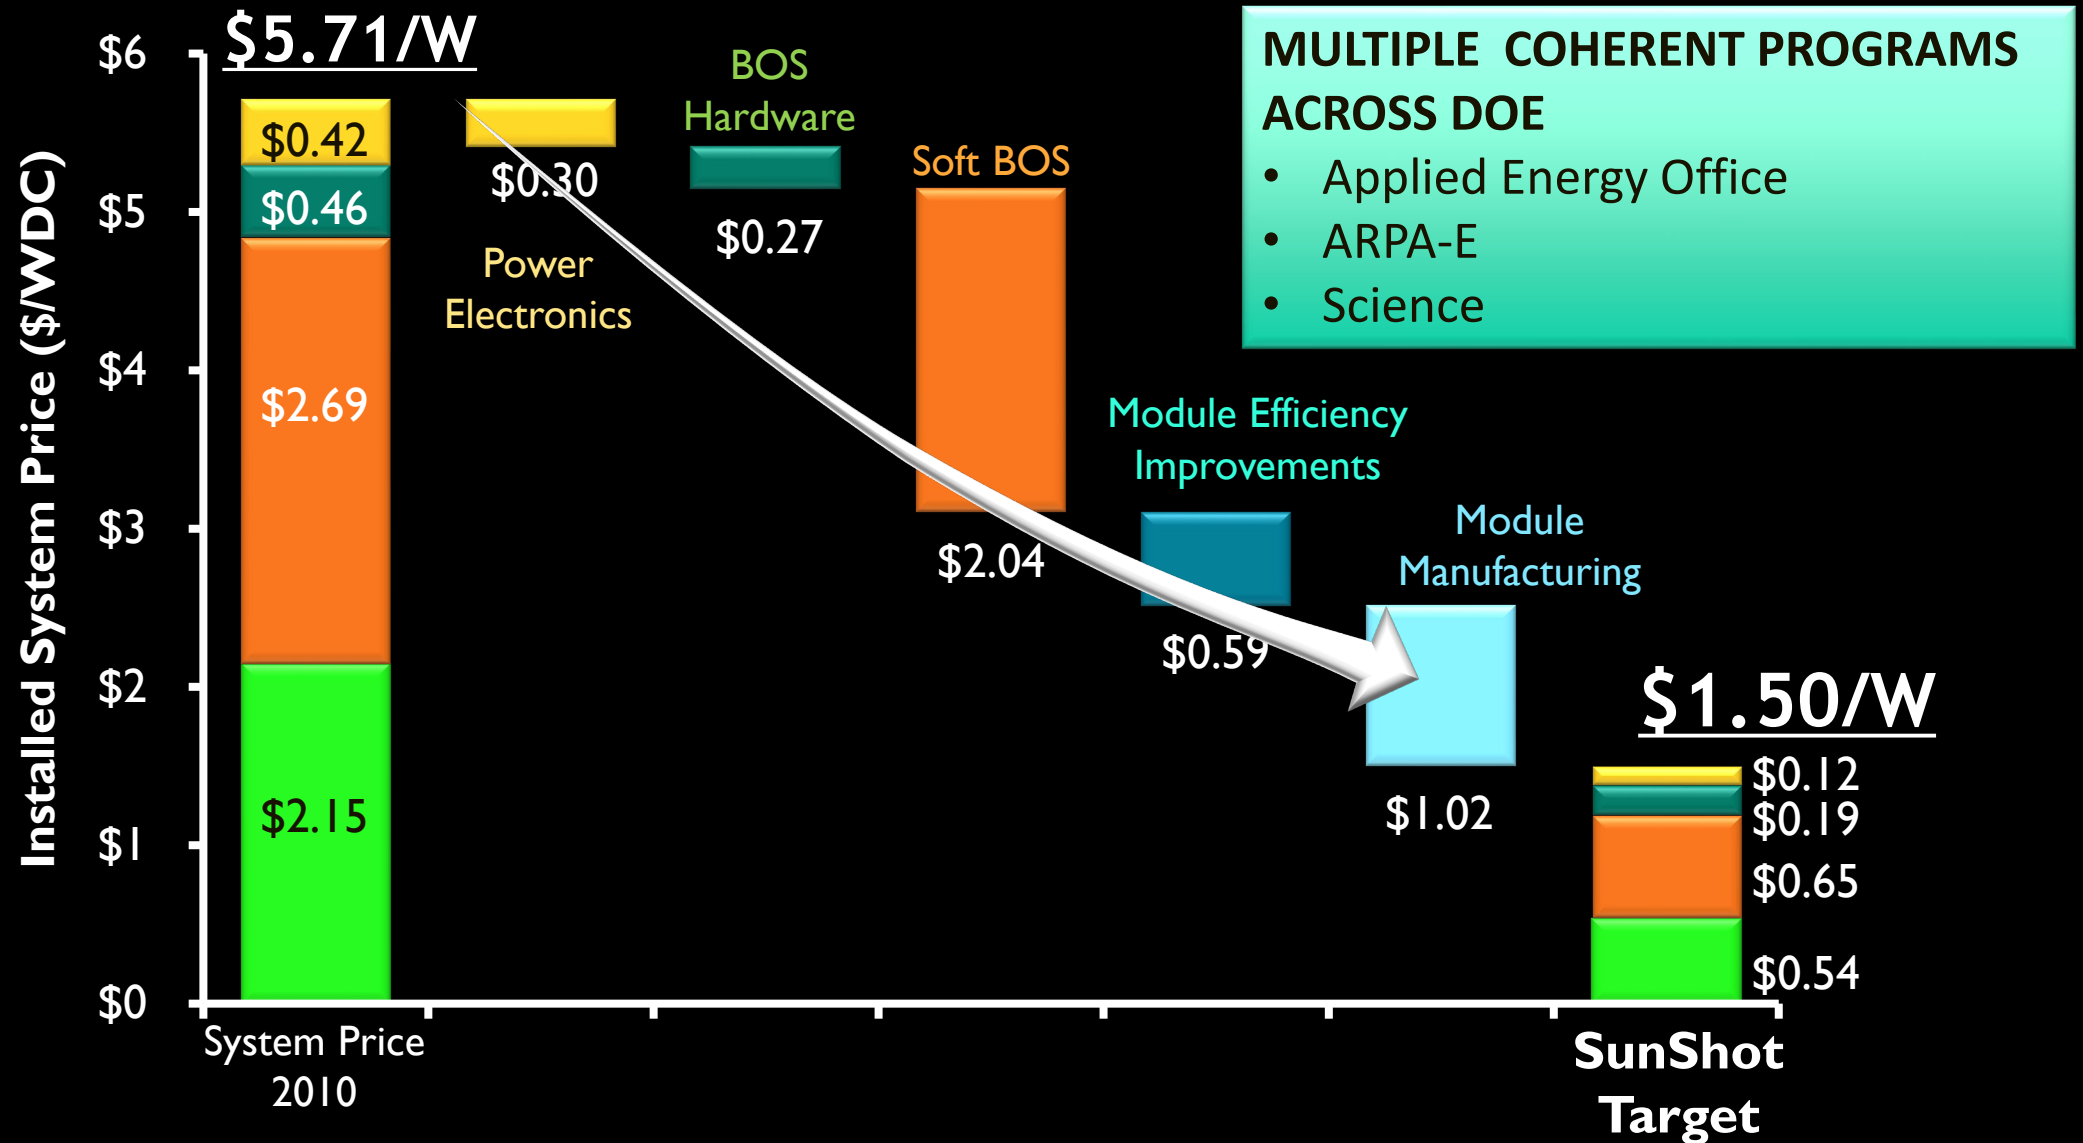 $5.71/W
$6
$5
$4
$3
$2
$1
$0
Installed System Price ($/WDC)
$0.42
$0.46
$2.69
$2.15
System Price
2010
$0.30
Power
Electronics
BOS
Hardware
$0.27
Soft BOS
$2.04
Module Efficiency
Improvements
$0.59
Module
Manufacturing
$1.02
MULTIPLE COHERENT PROGRAMS
ACROSS DOE
• Applied Energy Office
• ARPA-E
• Science
$1.50/W
$0.12
$0.19
$0.65
$0.54
SunShot
Target